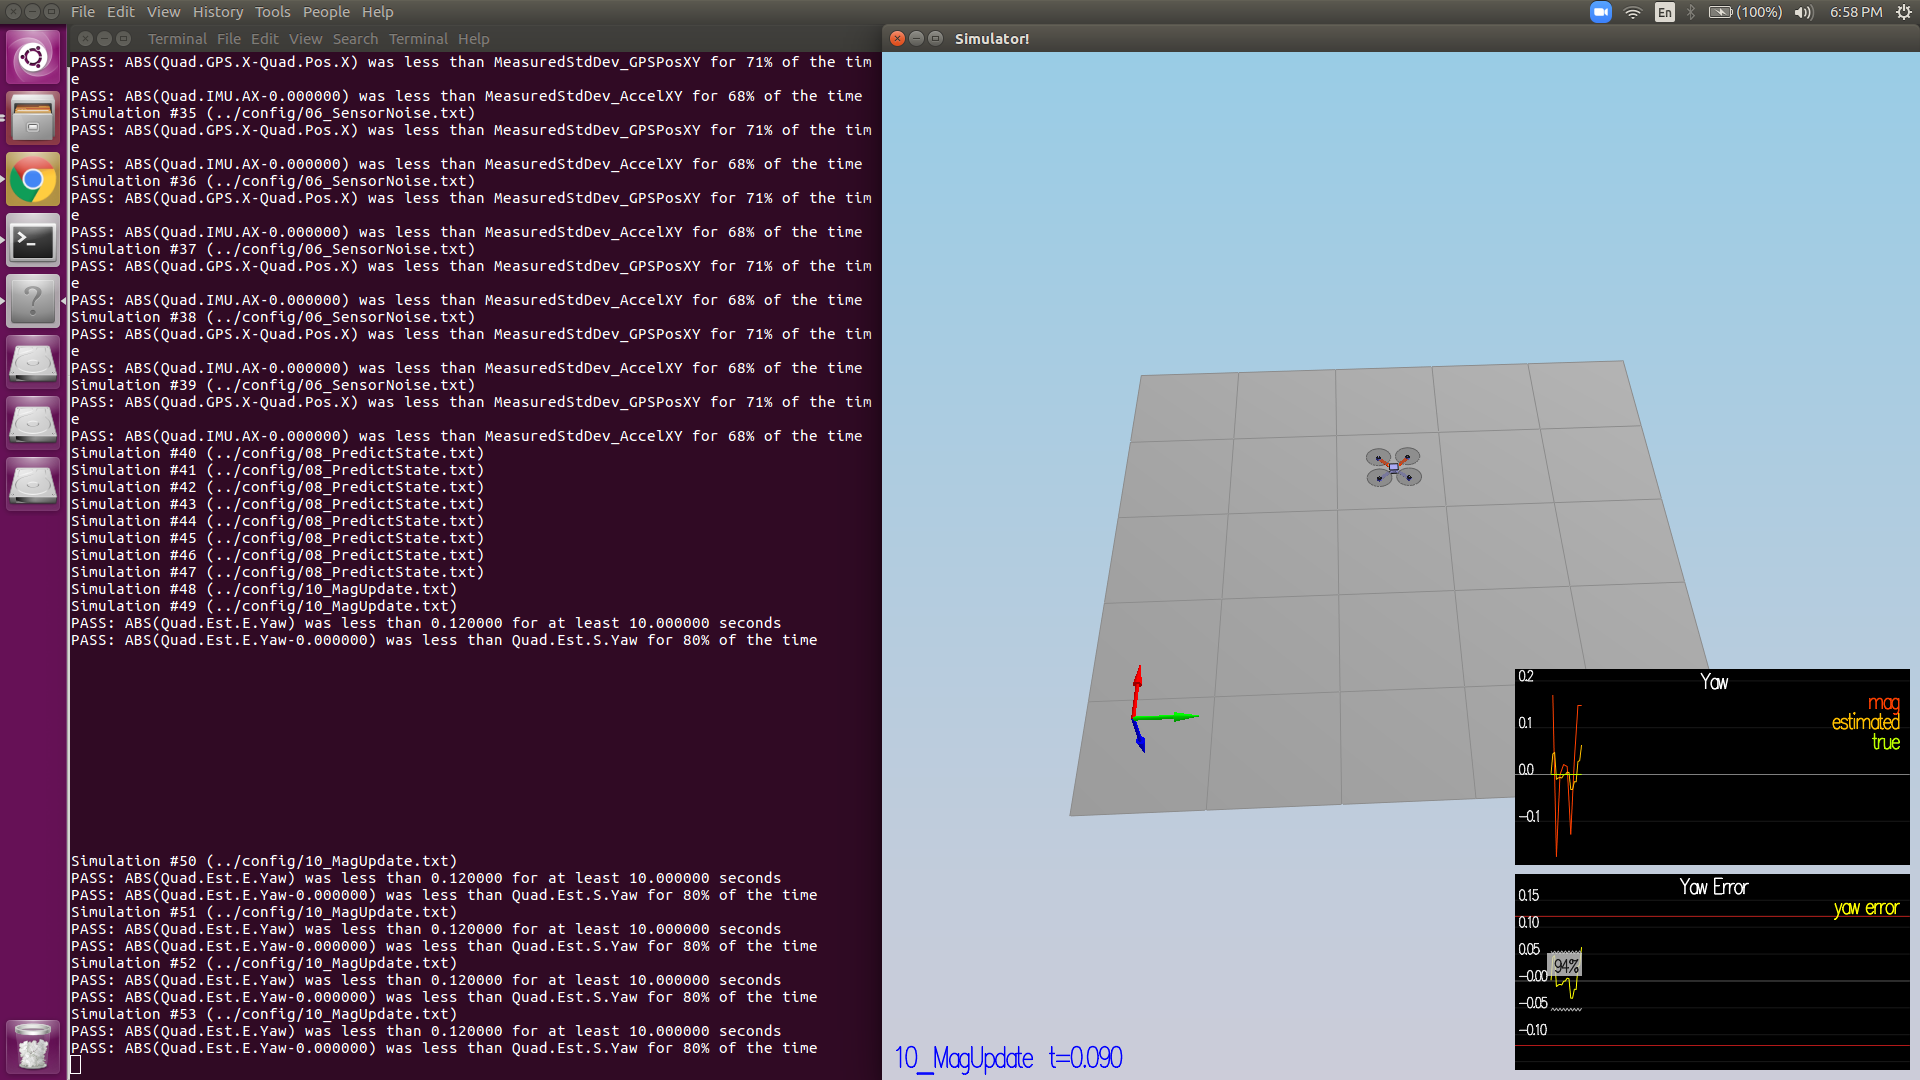 File Edit View History Tools People Help
En (100%) 6:58 PM
Terminal File Edit View Search Terminal Help
PASS: ABS(Quad.GPS.X-Quad.Pos.X) was less than MeasuredStdDev_GPSPosXY for 71% of the tim
e
PASS: ABS(Quad.IMU.AX-0.000000) was less than MeasuredStdDev_AccelXY for 68% of the time
Simulation #35 (../config/06_SensorNoise.txt)
PASS: ABS(Quad.GPS.X-Quad.Pos.X) was less than MeasuredStdDev_GPSPosXY for 71% of the tim
e
PASS: ABS(Quad.IMU.AX-0.000000) was less than MeasuredStdDev_AccelXY for 68% of the time
Simulation #36 (../config/06_SensorNoise.txt)
PASS: ABS(Quad.GPS.X-Quad.Pos.X) was less than MeasuredStdDev_GPSPosXY for 71% of the tim
e
PASS: ABS(Quad.IMU.AX-0.000000) was less than MeasuredStdDev_AccelXY for 68% of the time
Simulation #37 (../config/06_SensorNoise.txt)
PASS: ABS(Quad.GPS.X-Quad.Pos.X) was less than MeasuredStdDev_GPSPosXY for 71% of the tim
e
PASS: ABS(Quad.IMU.AX-0.000000) was less than MeasuredStdDev_AccelXY for 68% of the time
Simulation #38 (../config/06_SensorNoise.txt)
PASS: ABS(Quad.GPS.X-Quad.Pos.X) was less than MeasuredStdDev_GPSPosXY for 71% of the tim
e
PASS: ABS(Quad.IMU.AX-0.000000) was less than MeasuredStdDev_AccelXY for 68% of the time
Simulation #39 (../config/06_SensorNoise.txt)
PASS: ABS(Quad.GPS.X-Quad.Pos.X) was less than MeasuredStdDev_GPSPosXY for 71% of the tim
e
PASS: ABS(Quad.IMU.AX-0.000000) was less than MeasuredStdDev_AccelXY for 68% of the time
Simulation #40 (../config/08_PredictState.txt)
Simulation #41 (../config/08_PredictState.txt)
Simulation #42 (../config/08_PredictState.txt)
Simulation #43 (../config/08_PredictState.txt)
Simulation #44 (../config/08_PredictState.txt)
Simulation #45 (../config/08_PredictState.txt)
Simulation #46 (../config/08_PredictState.txt)
Simulation #47 (../config/08_PredictState.txt)
Simulation #48 (../config/10_MagUpdate.txt)
Simulation #49 (../config/10_MagUpdate.txt)
PASS: ABS(Quad.Est.E.Yaw) was less than 0.120000 for at least 10.000000 seconds
PASS: ABS(Quad.Est.E.Yaw-0.000000) was less than Quad.Est.S.Yaw for 80% of the time
Simulation #50 (../config/10_MagUpdate.txt)
PASS: ABS(Quad.Est.E.Yaw) was less than 0.120000 for at least 10.000000 seconds
PASS: ABS(Quad.Est.E.Yaw-0.000000) was less than Quad.Est.S.Yaw for 80% of the time
Simulation #51 (../config/10_MagUpdate.txt)
PASS: ABS(Quad.Est.E.Yaw) was less than 0.120000 for at least 10.000000 seconds
PASS: ABS(Quad.Est.E.Yaw-0.000000) was less than Quad.Est.S.Yaw for 80% of the time
Simulation #52 (../config/10_MagUpdate.txt)
PASS: ABS(Quad.Est.E.Yaw) was less than 0.120000 for at least 10.000000 seconds
PASS: ABS(Quad.Est.E.Yaw-0.000000) was less than Quad.Est.S.Yaw for 80% of the time
Simulation #53 (../config/10_MagUpdate.txt)
PASS: ABS(Quad.Est.E.Yaw) was less than 0.120000 for at least 10.000000 seconds
PASS: ABS(Quad.Est.E.Yaw-0.000000) was less than Quad.Est.S.Yaw for 80% of the time
Simulator!
Yaw
0.2
mag
0.1
estimated
true
0.0
-0.1
Yaw Error
0.15
yaw error
0.10
0.05
94%
-0.00
-0.05
-0.10
10_MagUpdate t=0.090